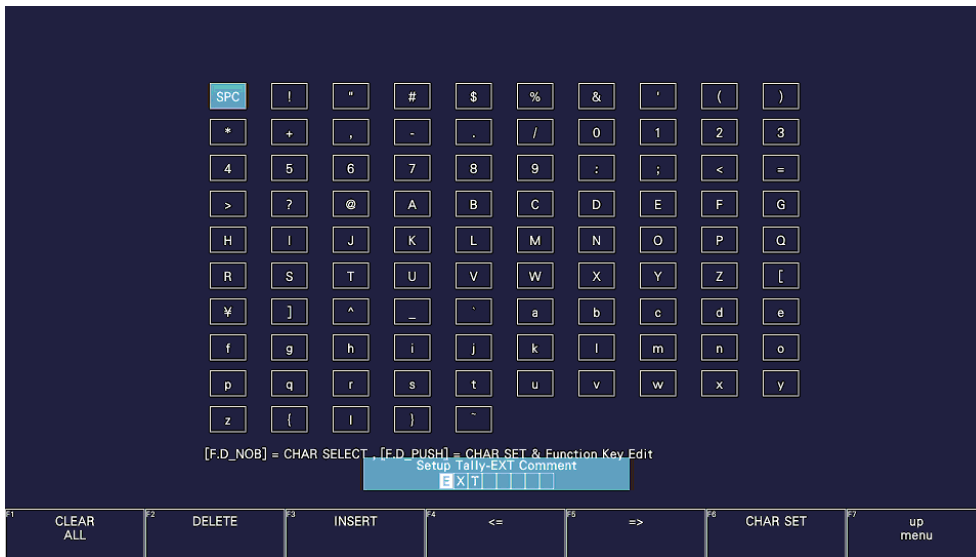 SPC ! " # $ % & ' ( )
* + , - . / 0 1 2 3
4 5 6 7 8 9 : ; < =
> ? @ A B C D E F G
H I J K L M N O P Q
R S T U V W X Y Z [
¥ ] ^ _ ` a b c d e
f g h i j k l m n o
p q r s t u v w x y
z { | } ~
[F.D_NOB] = CHAR SELECT , [F.D_PUSH] = CHAR SET & Function Key Edit
Setup Tally-EXT Comment
EXT
F1 CLEAR ALL
F2 DELETE
F3 INSERT
F4 <=
F5 =>
F6 CHAR SET
F7 up menu